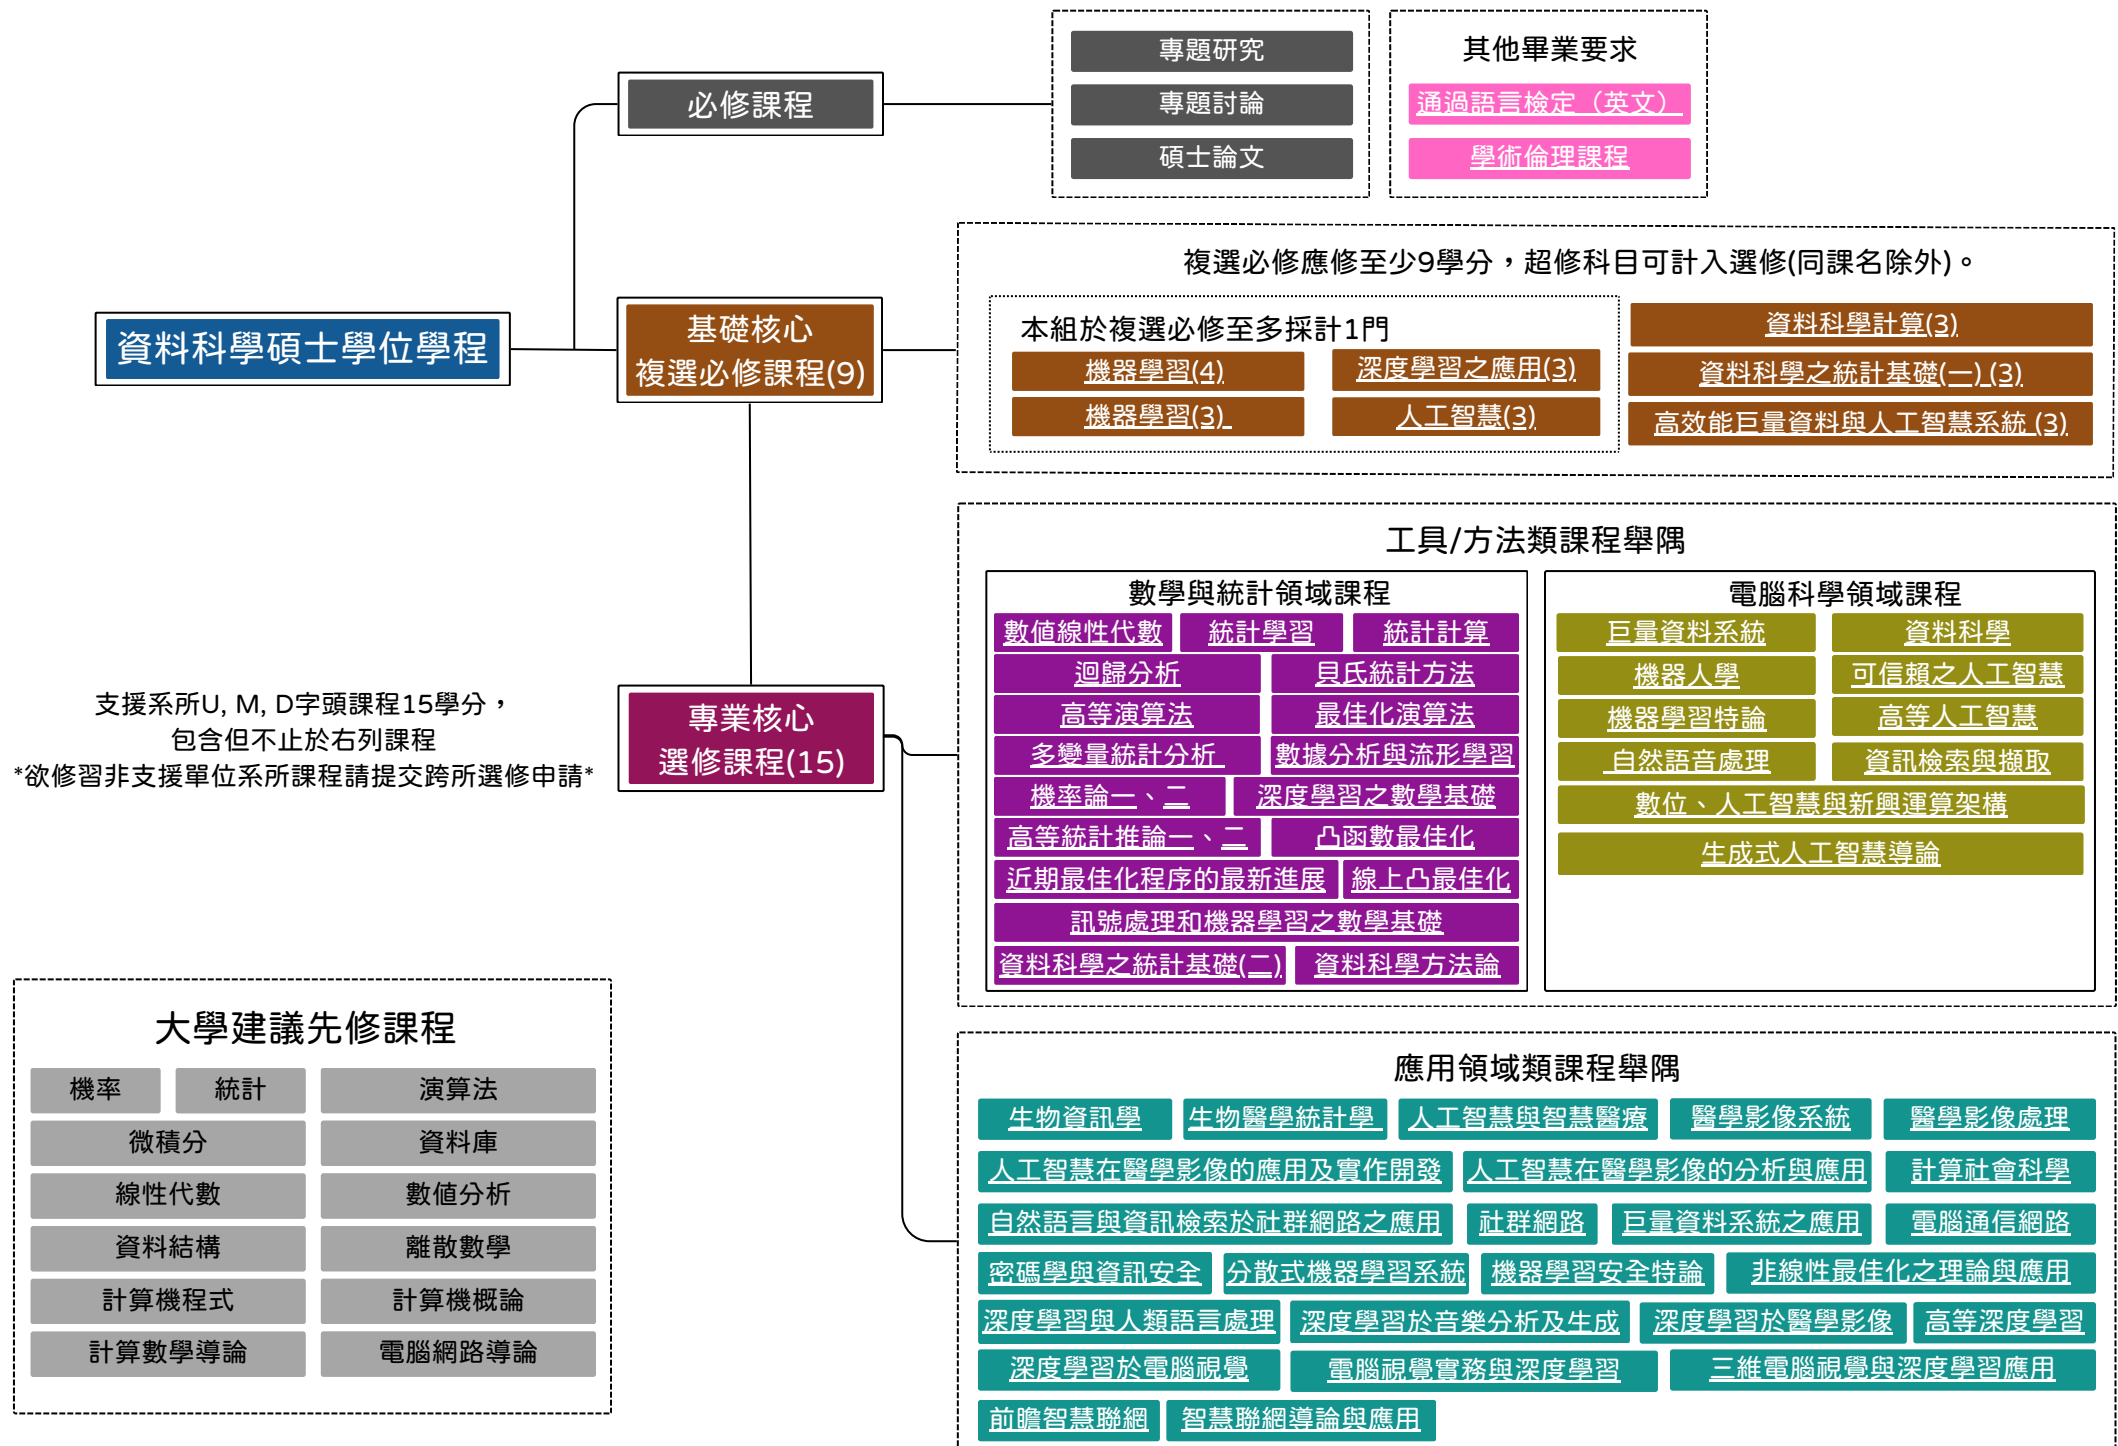 必修課程
專題研究
專題討論
碩士論文
其他畢業要求
通過語言檢定（英文）
學術倫理課程
資料科學碩士學位學程
基礎核心
複選必修課程(9)
複選必修應修至少9學分，超修科目可計入選修(同課名除外)。
本組於複選必修至多採計1門
機器學習(4)
深度學習之應用(3)
機器學習(3)
人工智慧(3)
資料科學計算(3)
資料科學之統計基礎(一) (3)
高效能巨量資料與人工智慧系統 (3)
支援系所U, M, D字頭課程15學分，
包含但不止於右列課程
*欲修習非支援單位系所課程請提交跨所選修申請*
專業核心
選修課程(15)
工具/方法類課程舉隅
數學與統計領域課程
數值線性代數
統計學習
統計計算
迴歸分析
貝氏統計方法
高等演算法
最佳化演算法
多變量統計分析
數據分析與流形學習
機率論一、二
深度學習之數學基礎
高等統計推論一、二
凸函數最佳化
近期最佳化程序的最新進展
線上凸最佳化
訊號處理和機器學習之數學基礎
資料科學之統計基礎(二)
資料科學方法論
電腦科學領域課程
巨量資料系統
資料科學
機器人學
可信賴之人工智慧
機器學習特論
高等人工智慧
自然語音處理
資訊檢索與擷取
數位、人工智慧與新興運算架構
生成式人工智慧導論
大學建議先修課程
機率
統計
演算法
微積分
資料庫
線性代數
數值分析
資料結構
離散數學
計算機程式
計算機概論
計算數學導論
電腦網路導論
應用領域類課程舉隅
生物資訊學
生物醫學統計學
人工智慧與智慧醫療
醫學影像系統
醫學影像處理
人工智慧在醫學影像的應用及實作開發
人工智慧在醫學影像的分析與應用
計算社會科學
自然語言與資訊檢索於社群網路之應用
社群網路
巨量資料系統之應用
電腦通信網路
密碼學與資訊安全
分散式機器學習系統
機器學習安全特論
非線性最佳化之理論與應用
深度學習與人類語言處理
深度學習於音樂分析及生成
深度學習於醫學影像
高等深度學習
深度學習於電腦視覺
電腦視覺實務與深度學習
三維電腦視覺與深度學習應用
前瞻智慧聯網
智慧聯網導論與應用